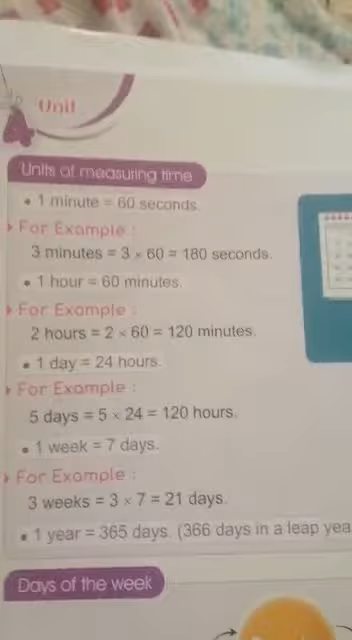 Unit
4
Units of measuring time
• 1 minute = 60 seconds.
For Example :
3 minutes = 3 × 60 = 180 seconds.
• 1 hour = 60 minutes.
For Example :
2 hours = 2 × 60 = 120 minutes.
• 1 day = 24 hours.
For Example :
5 days = 5 × 24 = 120 hours.
• 1 week = 7 days.
For Example :
3 weeks = 3 × 7 = 21 days.
• 1 year = 365 days. (366 days in a leap yea
Days of the week